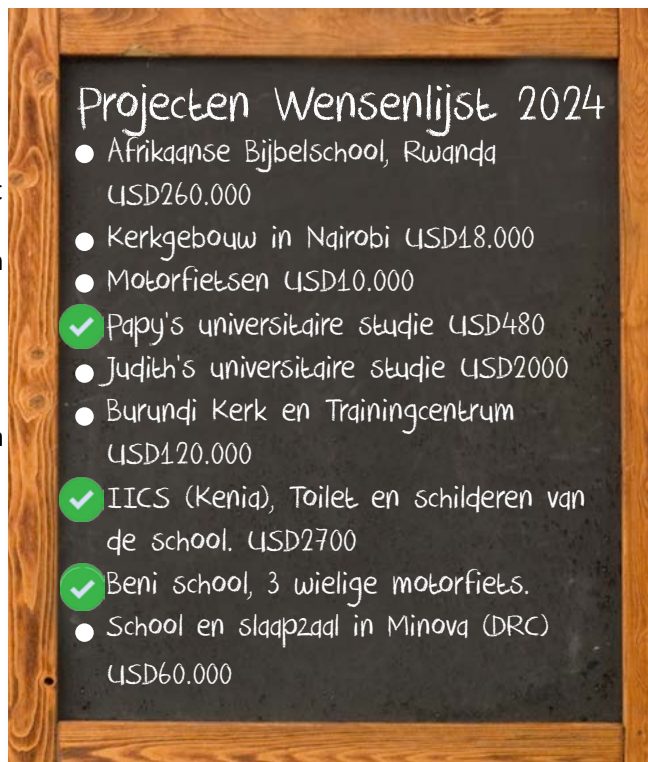 Projecten Wensenlijst 2024
Afrikaanse Bijbelschool, Rwanda
USD260.000
Kerkgebouw in Nairobi USD18.000
Motorfietsen USD10.000
Papy's universitaire studie USD480
Judith's universitaire studie USD2000
Burundi Kerk en Trainingcentrum
USD120.000
IICS (Kenia), Toilet en schilderen van
de school. USD2700
Beni school, 3 wielige motorfiets.
School en slaapzaal in Minova (DRC)
USD60.000